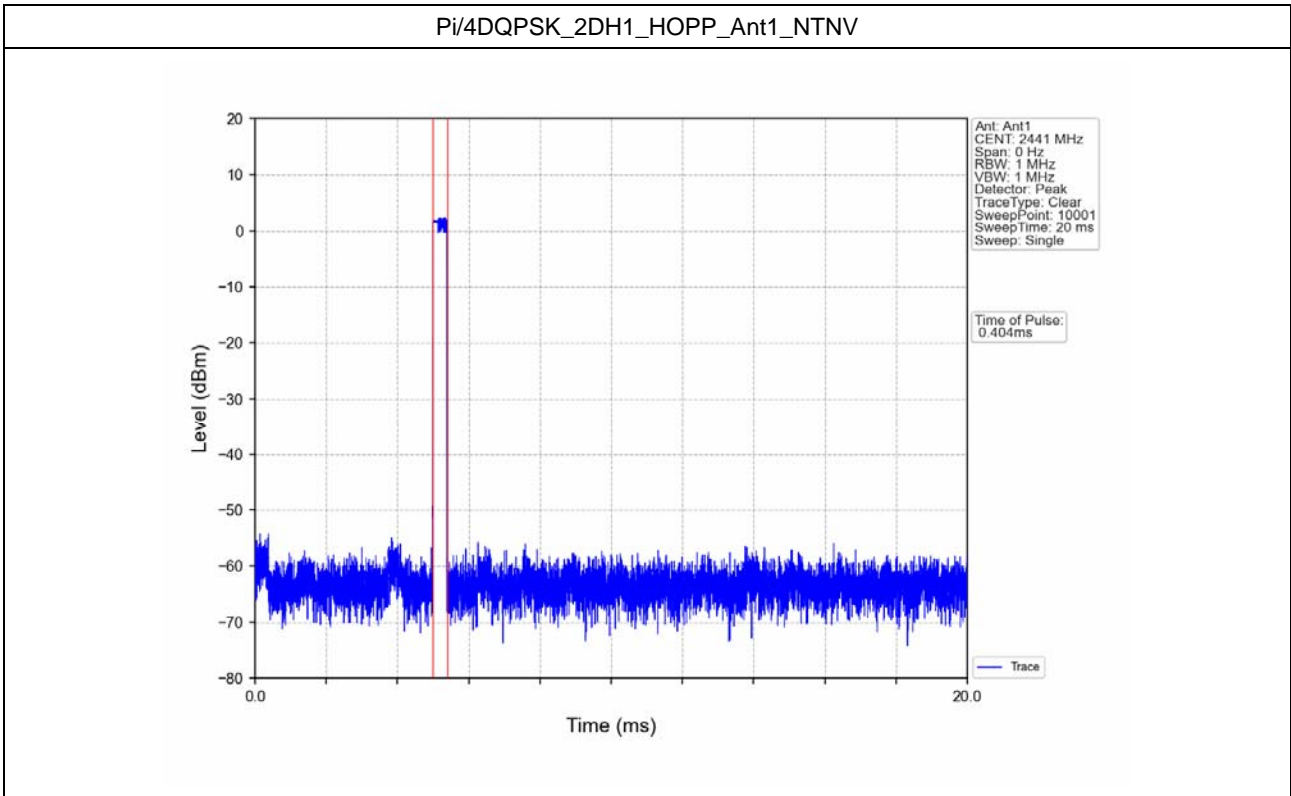 Pi/4DQPSK_2DH1_HOPP_Ant1_NTNV
20
10
0
−10
−20
−30
−40
−50
−60
−70
−80
Level (dBm)
0.0
20.0
Time (ms)
Ant: Ant1
CENT: 2441 MHz
Span: 0 Hz
RBW: 1 MHz
VBW: 1 MHz
Detector: Peak
TraceType: Clear
SweepPoint: 10001
SweepTime: 20 ms
Sweep: Single
Time of Pulse:
0.404ms
Trace